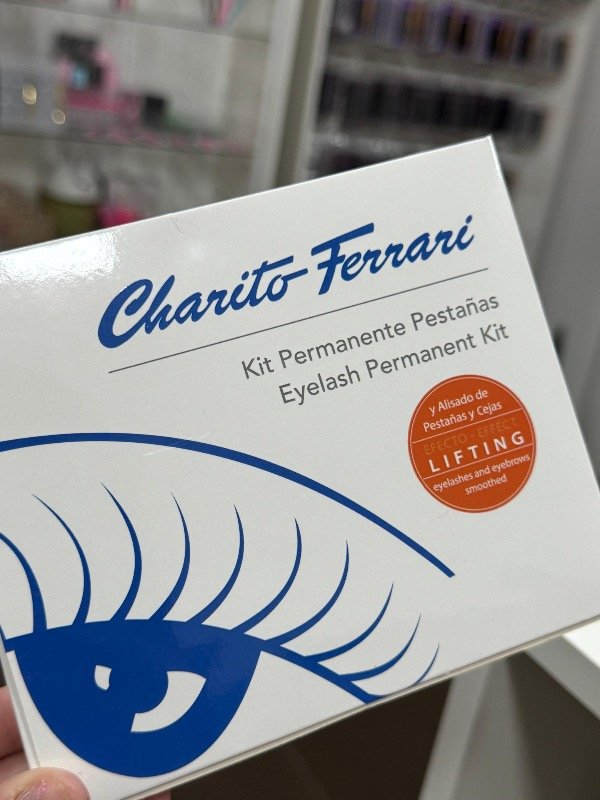 Charito Ferrari
Kit Permanente Pestañas
Eyelash Permanent Kit
y Alisado de
Pestañas y Cejas
EFECTO - EFFECT
LIFTING
eyelashes and eyebrows
smoothed